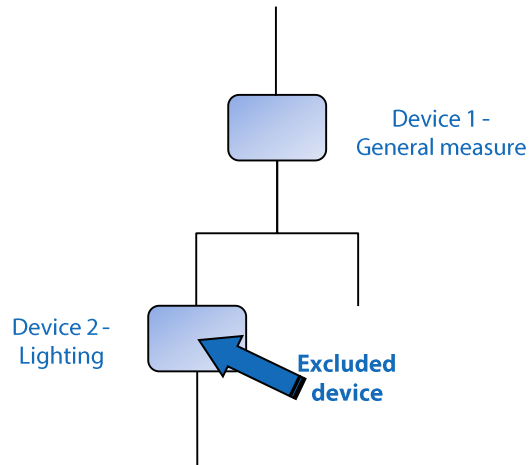 Device 1 -
General measure
Device 2 -
Lighting
Excluded
device